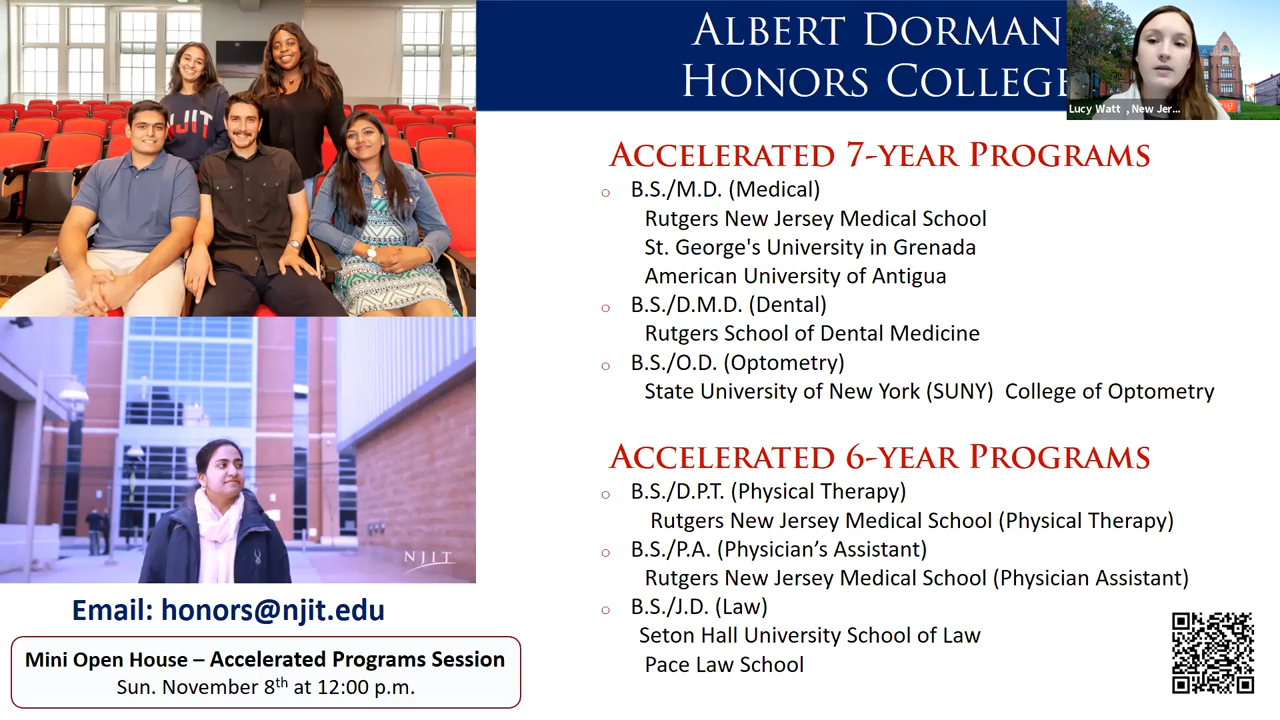 ALBERT DORMAN
HONORS COLLEGE
Lucy Watt , New Jer...
NJIT
ACCELERATED 7-YEAR PROGRAMS
B.S./M.D. (Medical)
Rutgers New Jersey Medical School
St. George's University in Grenada
American University of Antigua
B.S./D.M.D. (Dental)
Rutgers School of Dental Medicine
B.S./O.D. (Optometry)
State University of New York (SUNY) College of Optometry
ACCELERATED 6-YEAR PROGRAMS
B.S./D.P.T. (Physical Therapy)
Rutgers New Jersey Medical School (Physical Therapy)
B.S./P.A. (Physician’s Assistant)
Rutgers New Jersey Medical School (Physician Assistant)
B.S./J.D. (Law)
Seton Hall University School of Law
Pace Law School
NJIT
Email: honors@njit.edu
Mini Open House – Accelerated Programs Session
Sun. November 8th at 12:00 p.m.